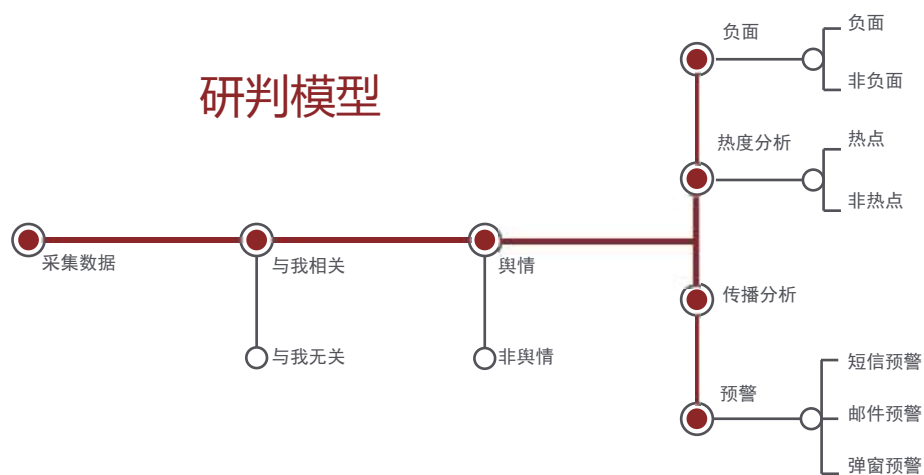 研判模型
负面
负面
非负面
热度分析
热点
非热点
采集数据
与我相关
舆情
与我无关
非舆情
传播分析
预警
短信预警
邮件预警
弹窗预警